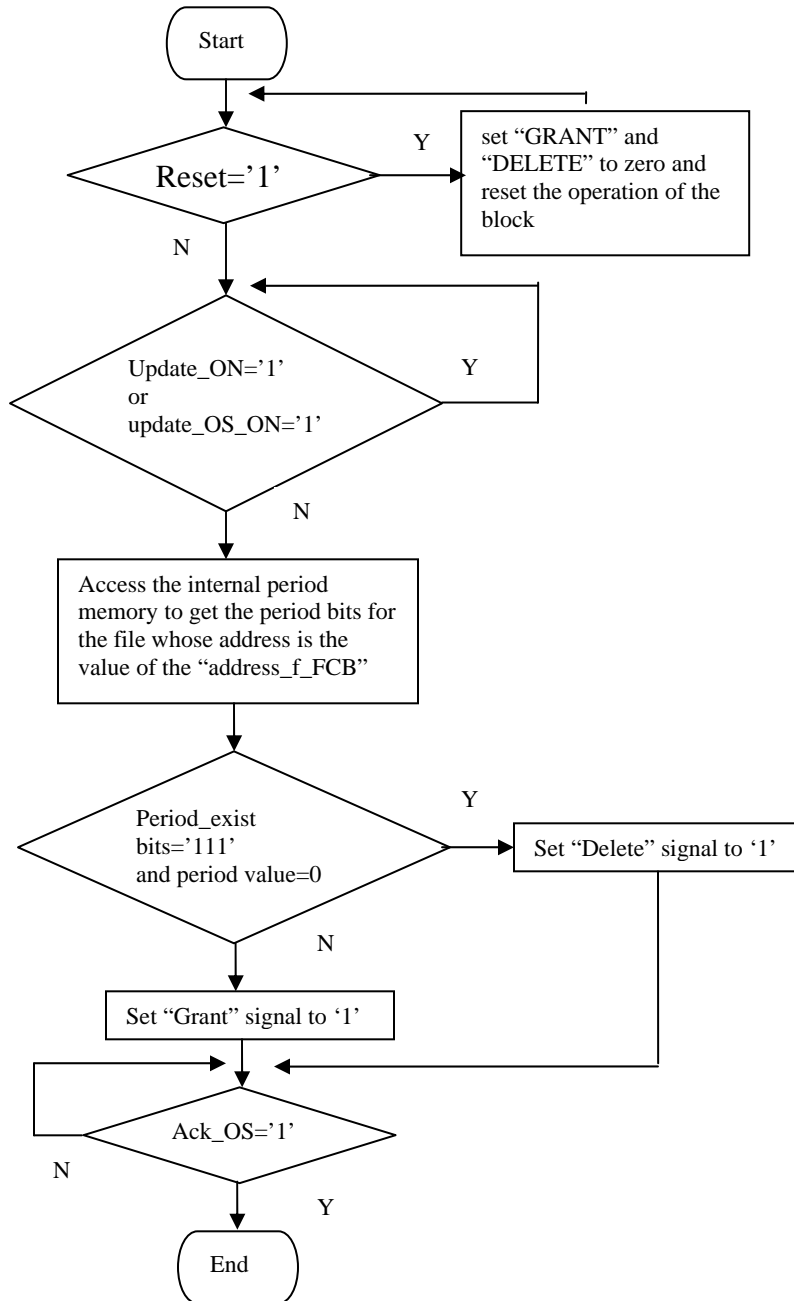 Start
Reset=’1’
Y
set “GRANT” and
“DELETE” to zero and
reset the operation of the
block
N
Update_ON=’1’
or
update_OS_ON=’1’
Y
N
Access the internal period
memory to get the period bits for
the file whose address is the
value of the “address_f_FCB”
Period_exist
bits=’111’
and period value=0
Y
Set “Delete” signal to ‘1’
N
Set “Grant” signal to ‘1’
Ack_OS=’1’
N
Y
End